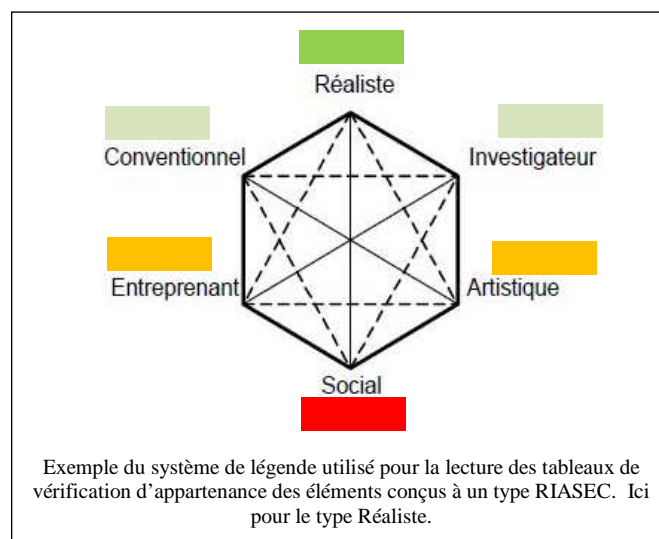 Réaliste
Conventionnel
Investigateur
Entreprenant
Artistique
Social
Exemple du système de légende utilisé pour la lecture des tableaux de
vérification d’appartenance des éléments conçus à un type RIASEC. Ici
pour le type Réaliste.